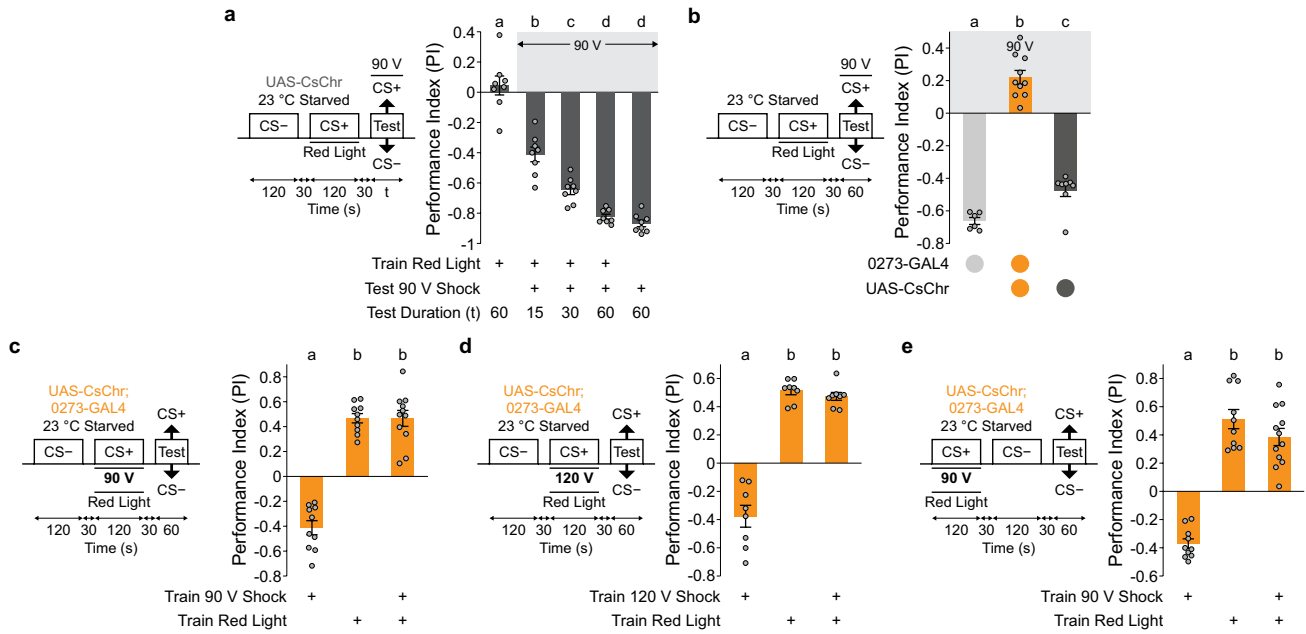 a
UAS-CsChr
23 °C Starved
CS−
CS+
Red Light
90 V
CS+
Test
CS−
120 30 120 30 t
Time (s)
Performance Index (PI)
0.4
0.2
0
-0.2
-0.4
-0.6
-0.8
-1
a b c d d
90 V
Train Red Light + + + +
Test 90 V Shock + + + +
Test Duration (t) 60 15 30 60 60
b
23 °C Starved
CS−
CS+
Red Light
90 V
CS+
Test
CS−
120 30 120 30 60
Time (s)
Performance Index (PI)
0.4
0.2
0
-0.2
-0.4
-0.6
-0.8
a b c
90 V
0273-GAL4
UAS-CsChr
c
UAS-CsChr;
0273-GAL4
23 °C Starved
CS−
CS+
90 V
Red Light
CS+
Test
CS−
120 30 120 30 60
Time (s)
Performance Index (PI)
0.8
0.6
0.4
0.2
0
-0.2
-0.4
-0.6
-0.8
a b b
Train 90 V Shock + +
Train Red Light + +
d
UAS-CsChr;
0273-GAL4
23 °C Starved
CS−
CS+
120 V
Red Light
CS+
Test
CS−
120 30 120 30 60
Time (s)
Performance Index (PI)
0.6
0.4
0.2
0
-0.2
-0.4
-0.6
-0.8
a b b
Train 120 V Shock + +
Train Red Light + +
e
UAS-CsChr;
0273-GAL4
23 °C Starved
CS+
CS−
90 V
Red Light
CS+
Test
CS−
120 30 120 30 60
Time (s)
Performance Index (PI)
0.8
0.6
0.4
0.2
0
-0.2
-0.4
-0.6
a b b
Train 90 V Shock + +
Train Red Light + +